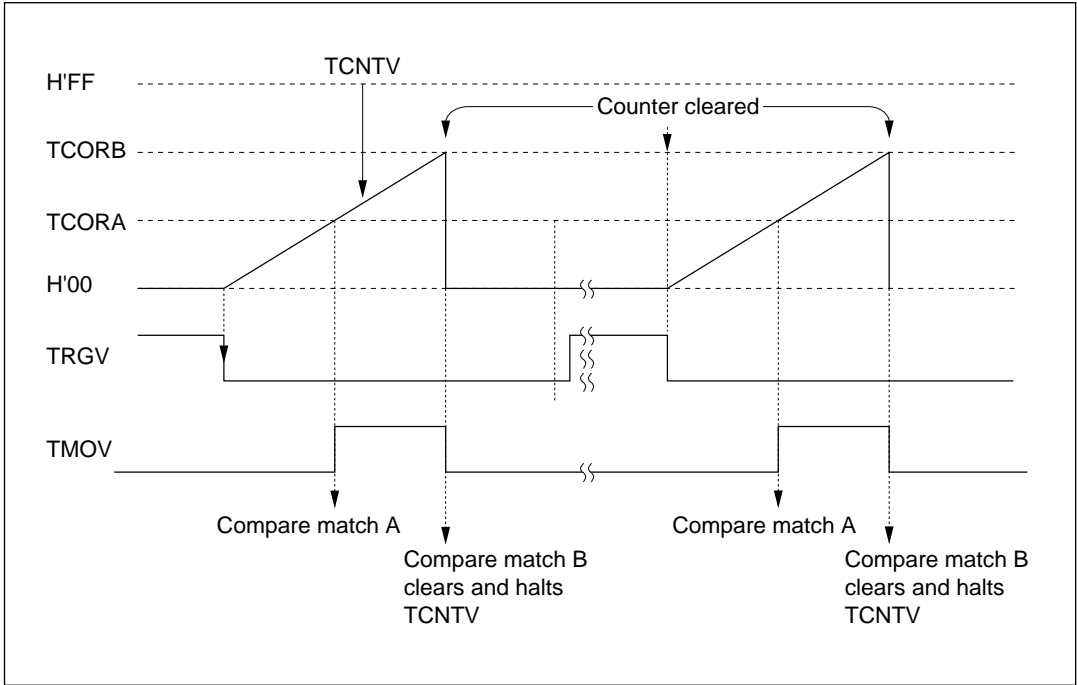 TCNTV
H'FF
Counter cleared
TCORB
TCORA
H'00
TRGV
TMOV
Compare match A
Compare match B
clears and halts
TCNTV
Compare match A
Compare match B
clears and halts
TCNTV